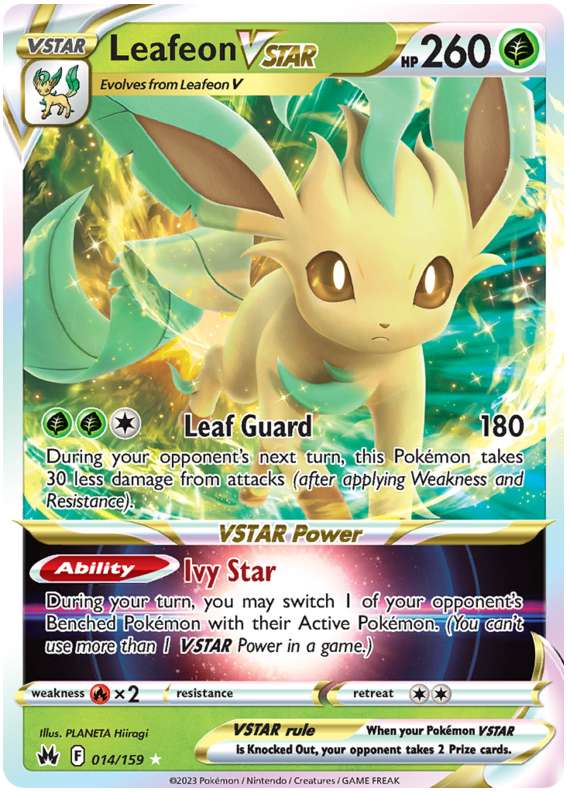 VSTAR
Leafeon VSTAR
HP 260
Evolves from Leafeon V
Leaf Guard 180
During your opponent's next turn, this Pokémon takes
30 less damage from attacks (after applying Weakness and
Resistance).
VSTAR Power
Ability Ivy Star
During your turn, you may switch 1 of your opponent's
Benched Pokémon with their Active Pokémon. (You can't
use more than 1 VSTAR Power in a game.)
weakness ×2 resistance retreat
Illus. PLANETA Hiiragi
VSTAR rule When your Pokémon VSTAR
is Knocked Out, your opponent takes 2 Prize cards.
F 014/159
©2023 Pokémon / Nintendo / Creatures / GAME FREAK